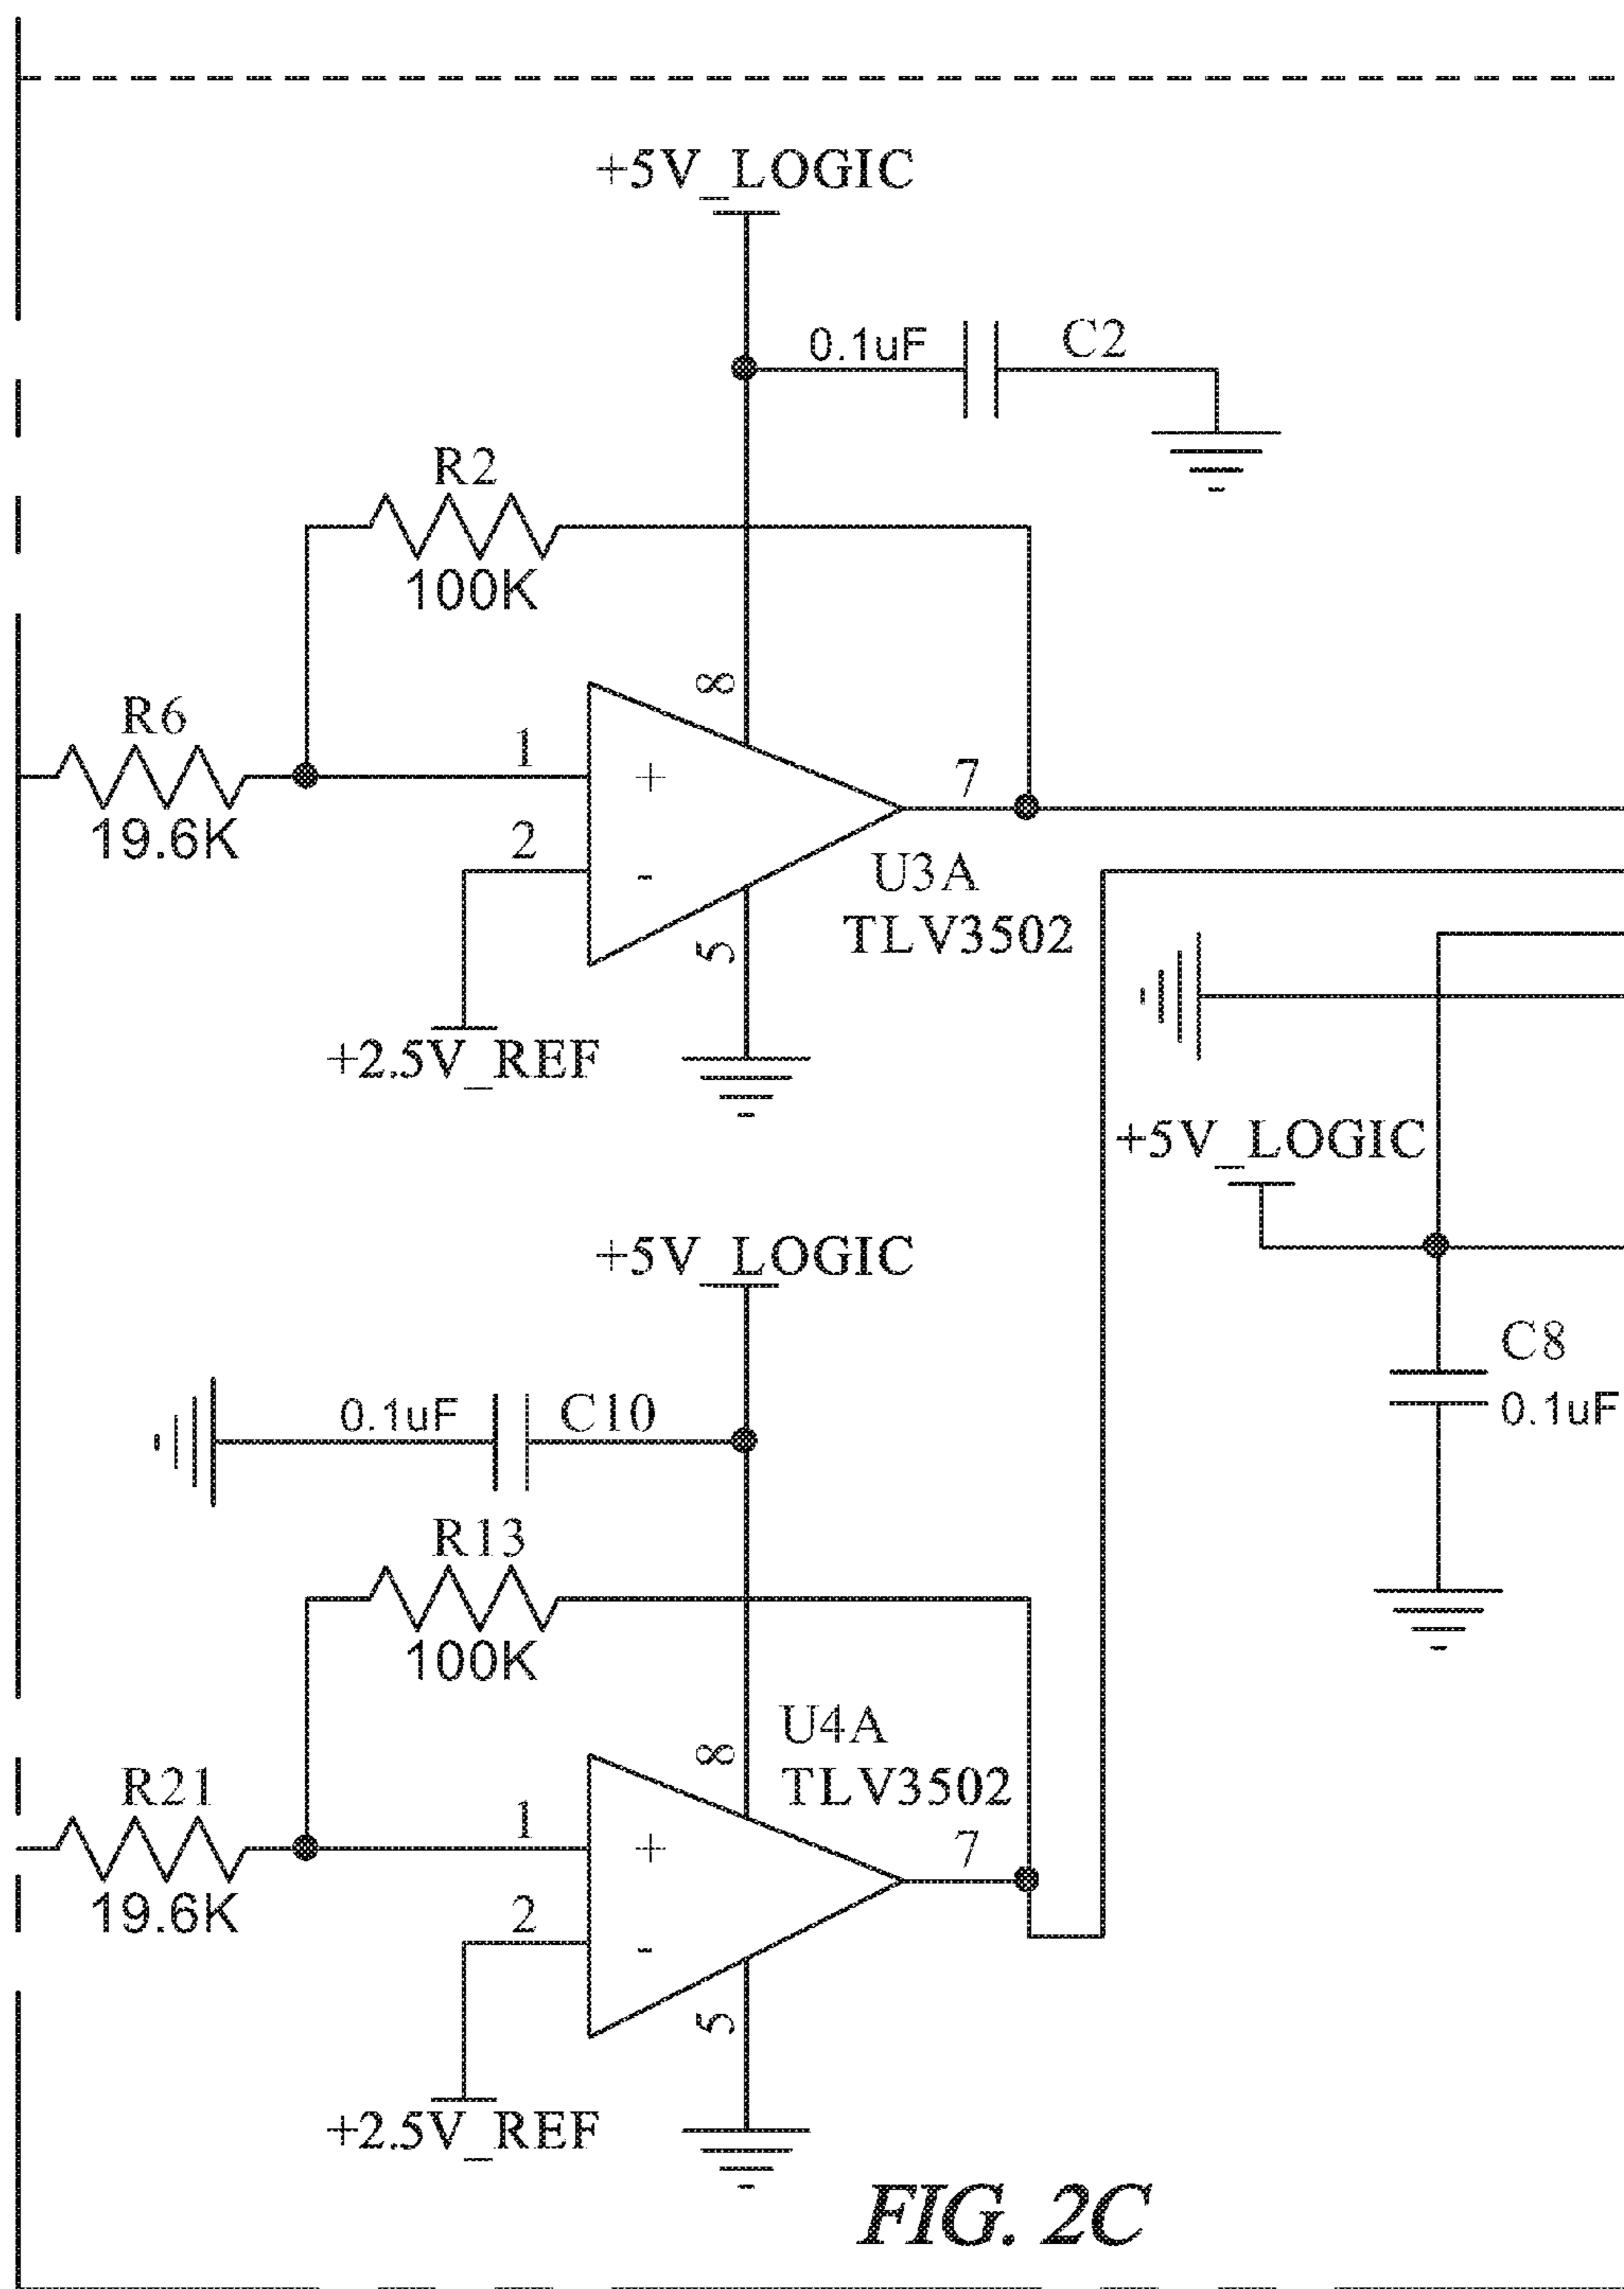 +5V_LOGIC
0.1uF
C2
R2
100K
8
R6
19.6K
1
+
7
2
-
U3A
TLV3502
5
+2.5V_REF
+5V_LOGIC
+5V_LOGIC
C8
0.1uF
0.1uF
C10
R13
100K
U4A
TLV3502
8
R21
19.6K
1
+
7
2
-
5
+2.5V_REF
FIG. 2C